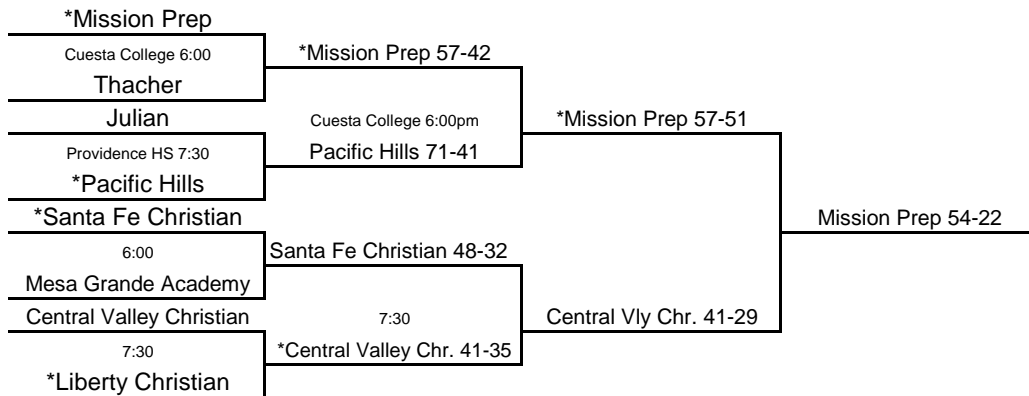 *Mission Prep
Cuesta College 6:00
Thacher
Julian
Providence HS 7:30
*Pacific Hills
*Santa Fe Christian
6:00
Mesa Grande Academy
Central Valley Christian
7:30
*Liberty Christian
*Mission Prep 57-42
Cuesta College 6:00pm
Pacific Hills 71-41
Santa Fe Christian 48-32
7:30
*Central Valley Chr. 41-35
*Mission Prep 57-51
Central Vly Chr. 41-29
Mission Prep 54-22